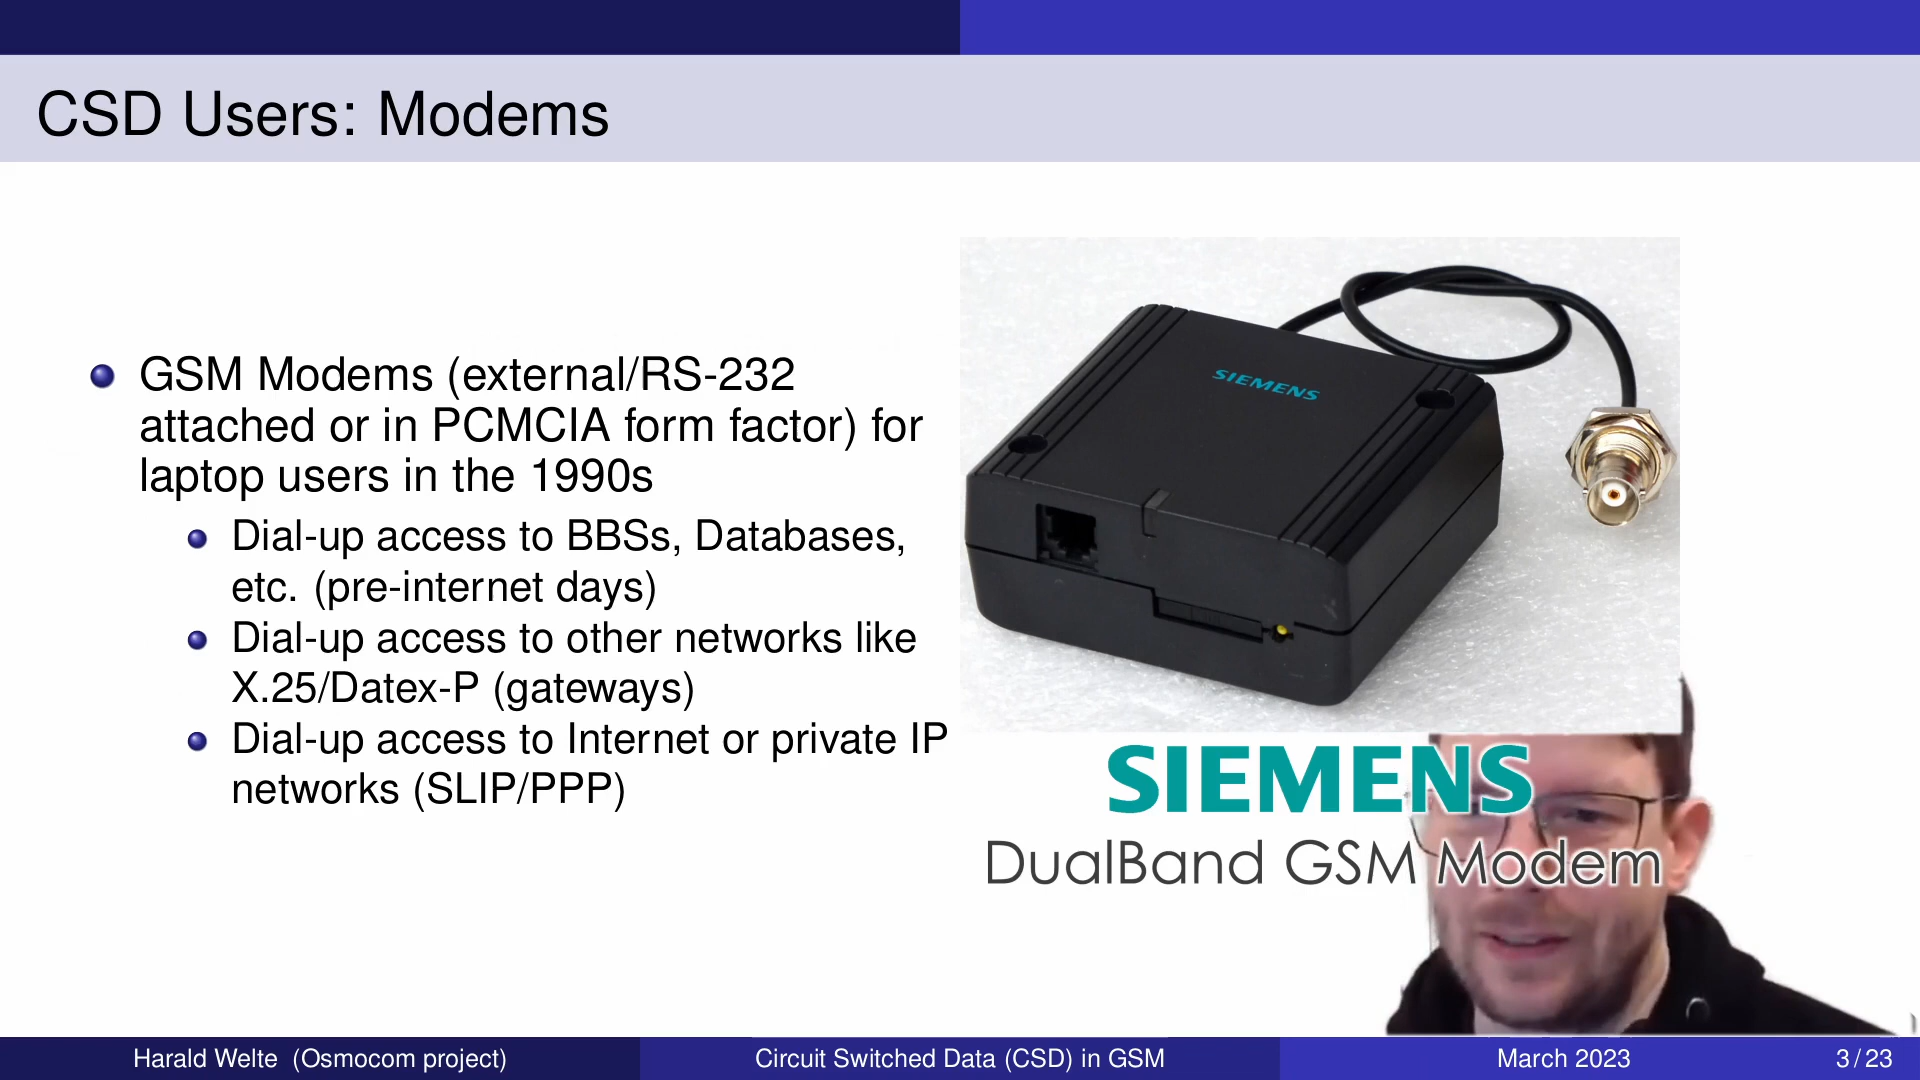 CSD Users: Modems
GSM Modems (external/RS-232
attached or in PCMCIA form factor) for
laptop users in the 1990s
Dial-up access to BBSs, Databases,
etc. (pre-internet days)
Dial-up access to other networks like
X.25/Datex-P (gateways)
Dial-up access to Internet or private IP
networks (SLIP/PPP)
SIEMENS
SIEMENS
DualBand GSM Modem
Harald Welte (Osmocom project)
Circuit Switched Data (CSD) in GSM
March 2023
3 / 23